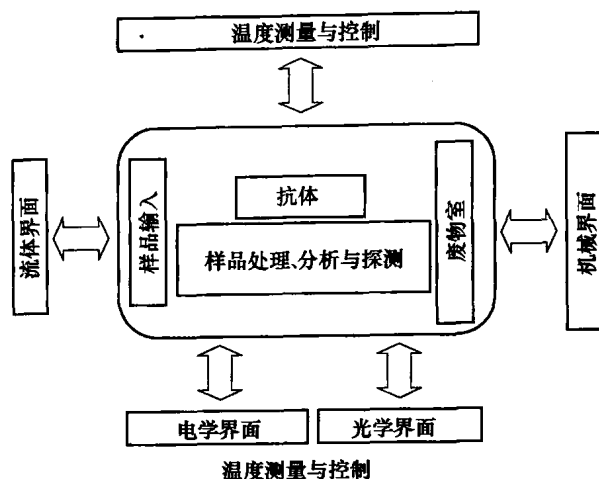 温度测量与控制
流体界面
样品输入
抗体
样品处理、分析与探测
废物室
机械界面
电学界面
光学界面
温度测量与控制